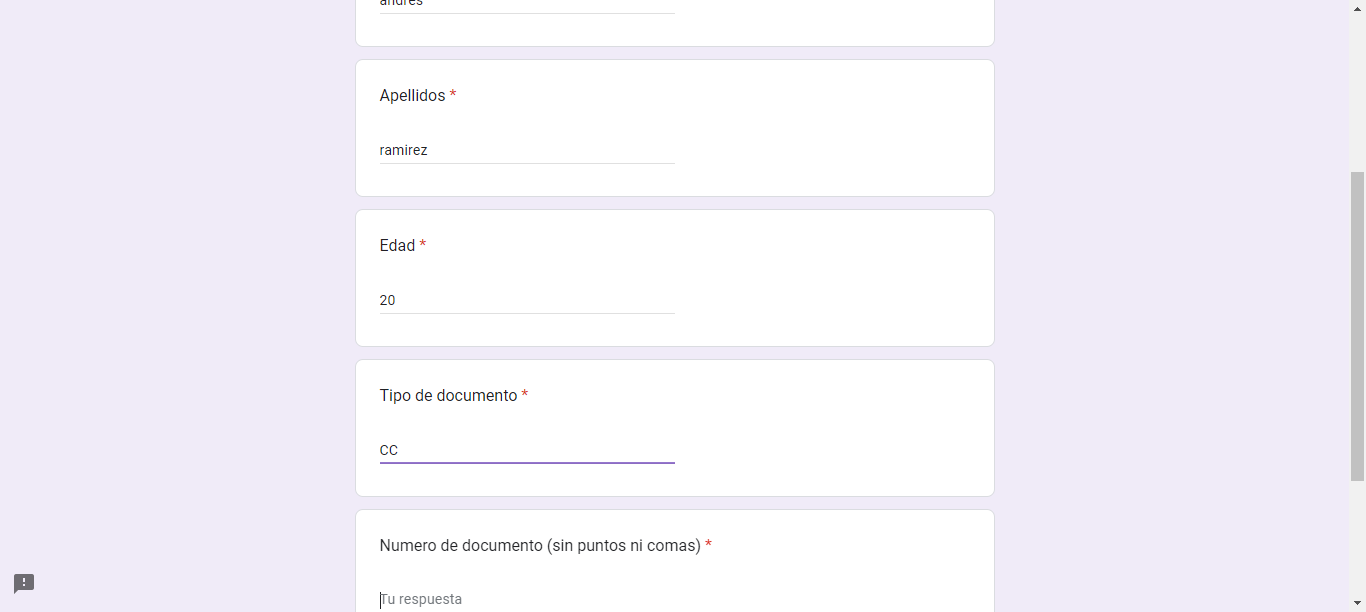 andres
Apellidos *
ramirez
Edad *
20
Tipo de documento *
CC
Numero de documento (sin puntos ni comas) *
Tu respuesta